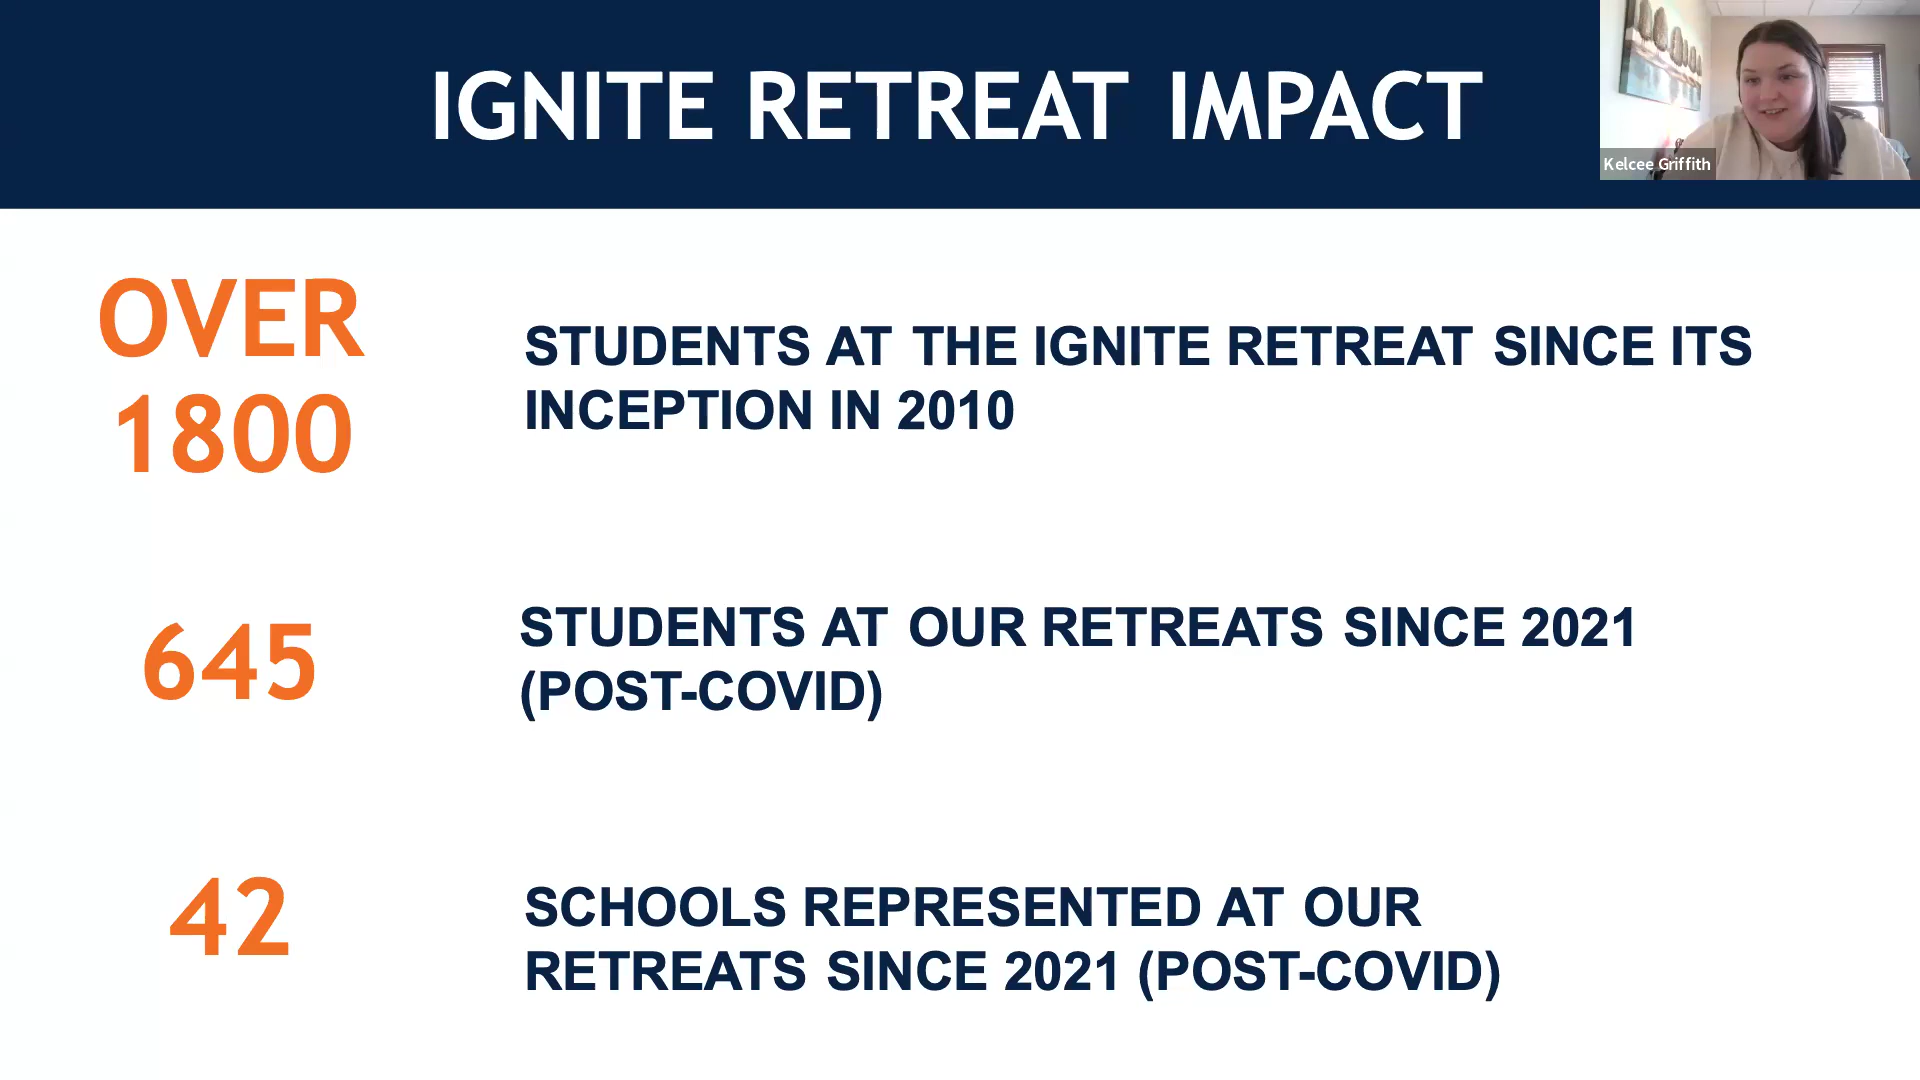 IGNITE RETREAT IMPACT
Kelcee Griffith
OVER
1800
STUDENTS AT THE IGNITE RETREAT SINCE ITS
INCEPTION IN 2010
645
STUDENTS AT OUR RETREATS SINCE 2021
(POST-COVID)
42
SCHOOLS REPRESENTED AT OUR
RETREATS SINCE 2021 (POST-COVID)